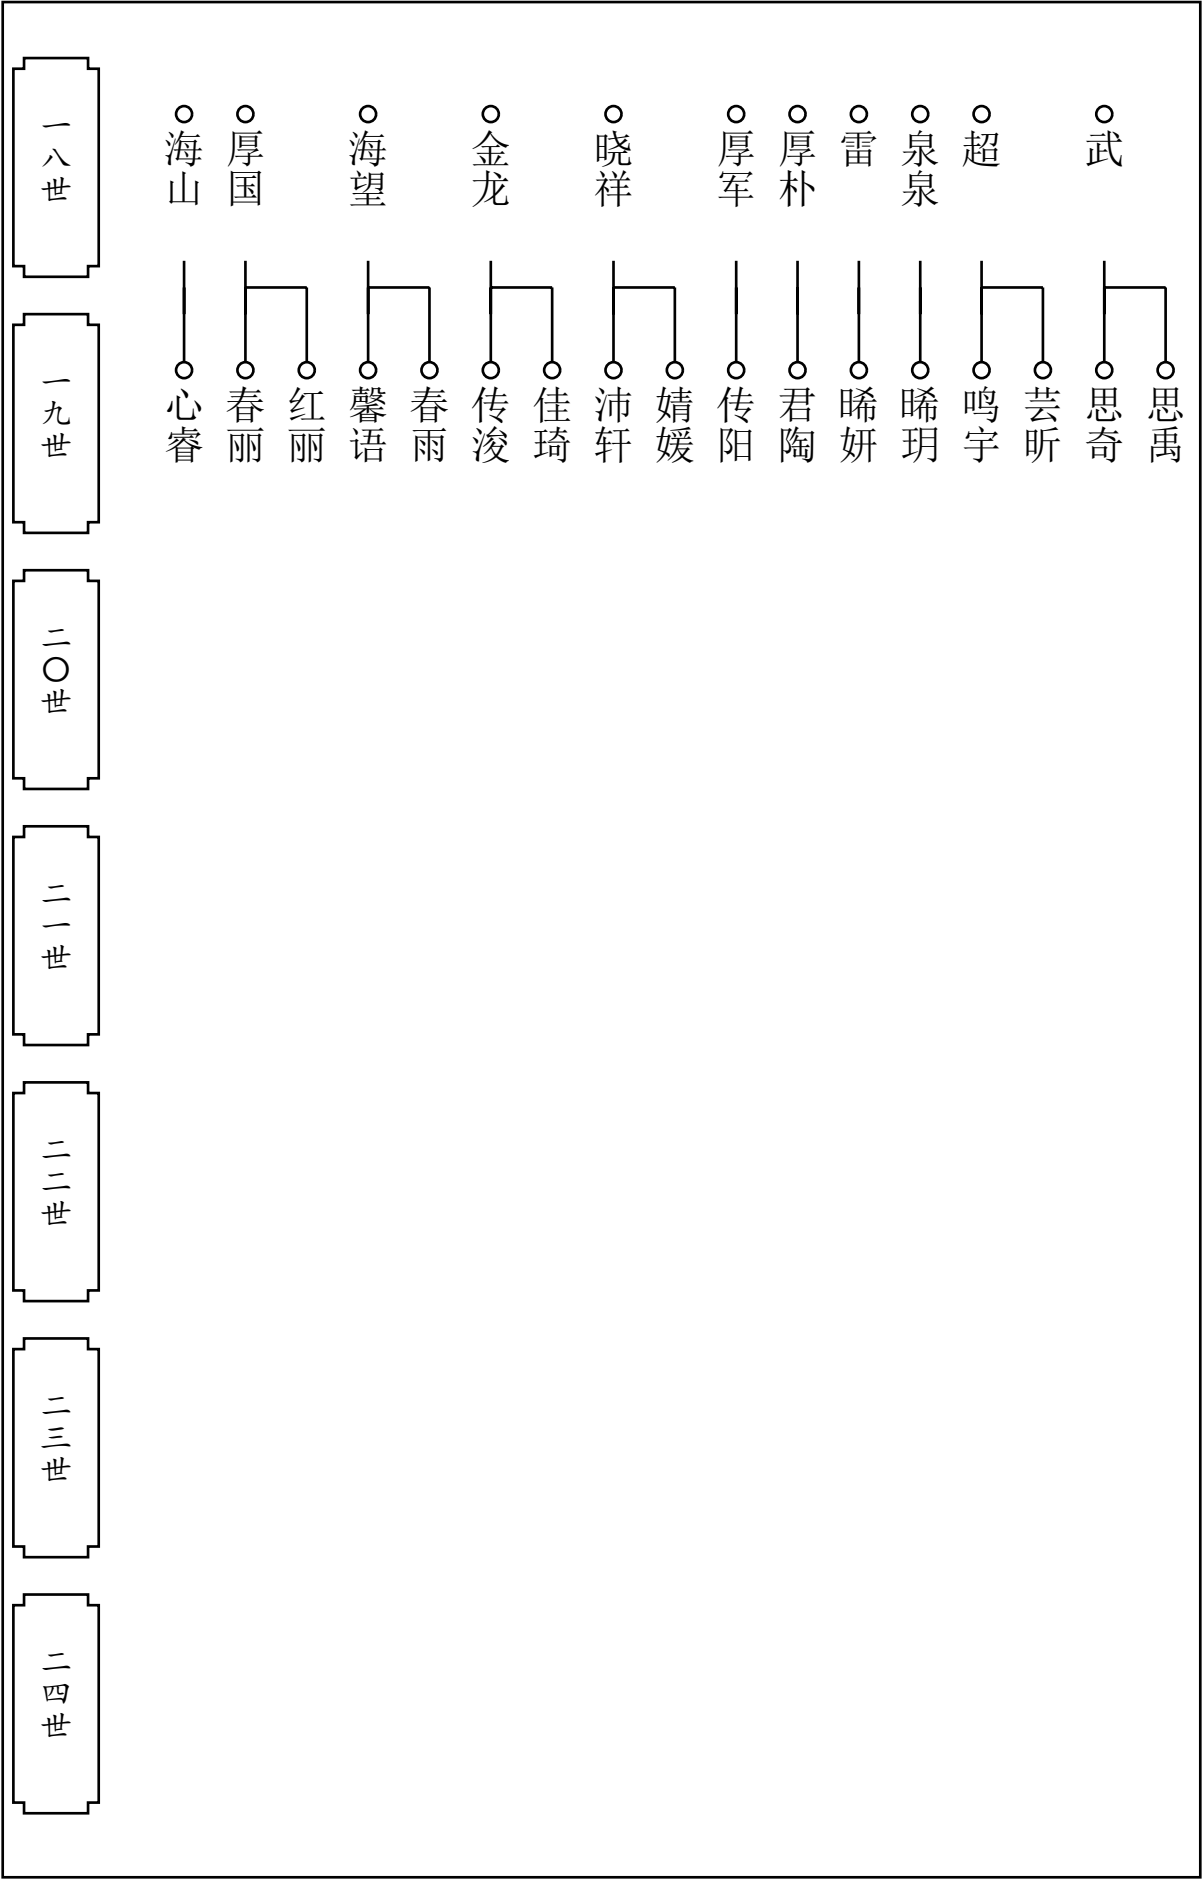 一八世
海山
厚国
海望
金龙
晓祥
厚军
厚朴
雷
泉泉
超
武
一九世
心睿
春丽
红丽
馨语
春雨
传浚
佳琦
沛轩
婧媛
传阳
君陶
晞妍
晞玥
鸣宇
芸昕
思奇
思禹
二〇世
二一世
二二世
二三世
二四世